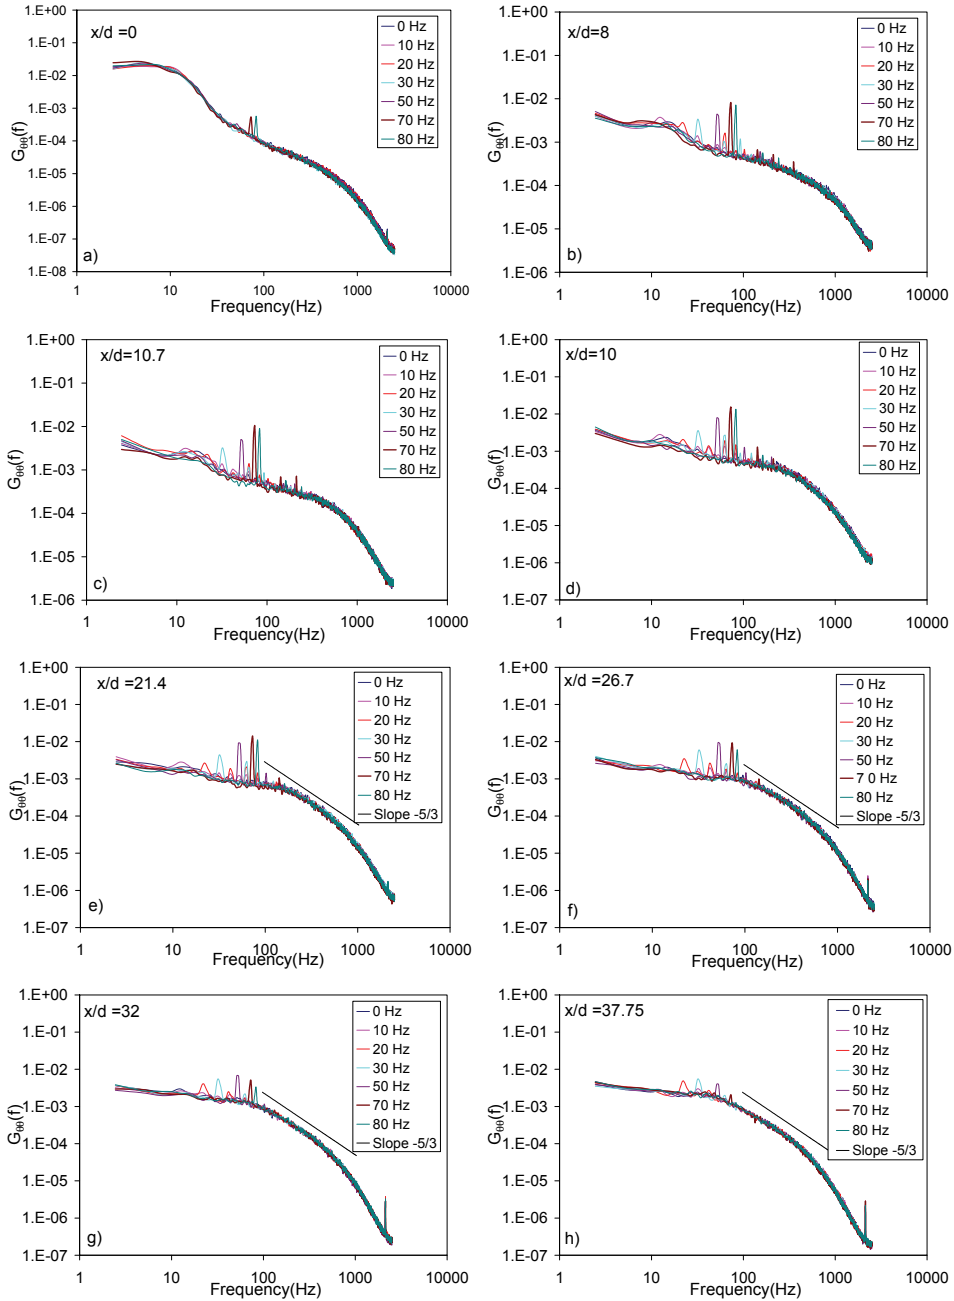 x/d =0
1.E+00
1.E-01
1.E-02
1.E-03
1.E-04
1.E-05
1.E-06
1.E-07
1.E-08
Gθθ(f)
0 Hz
10 Hz
20 Hz
30 Hz
50 Hz
70 Hz
80 Hz
a)
1 10 100 1000 10000
Frequency(Hz)
x/d=8
1.E+00
1.E-01
1.E-02
1.E-03
1.E-04
1.E-05
1.E-06
Gθθ(f)
0 Hz
10 Hz
20 Hz
30 Hz
50 Hz
70 Hz
80 Hz
b)
1 10 100 1000 10000
Frequency(Hz)
x/d=10.7
1.E+00
1.E-01
1.E-02
1.E-03
1.E-04
1.E-05
1.E-06
Gθθ(f)
0 Hz
10 Hz
20 Hz
30 Hz
50 Hz
70 Hz
80 Hz
c)
1 10 100 1000 10000
Frequency(Hz)
x/d=10
1.E+00
1.E-01
1.E-02
1.E-03
1.E-04
1.E-05
1.E-06
1.E-07
Gθθ(f)
0 Hz
10 Hz
20 Hz
30 Hz
50 Hz
70 Hz
80 Hz
d)
1 10 100 1000 10000
Frequency(Hz)
x/d =21.4
1.E+00
1.E-01
1.E-02
1.E-03
1.E-04
1.E-05
1.E-06
1.E-07
Gθθ(f)
0 Hz
10 Hz
20 Hz
30 Hz
50 Hz
70 Hz
80 Hz
Slope -5/3
e)
1 10 100 1000 10000
Frequency(Hz)
x/d =26.7
1.E+00
1.E-01
1.E-02
1.E-03
1.E-04
1.E-05
1.E-06
1.E-07
Gθθ(f)
0 Hz
10 Hz
20 Hz
30 Hz
50 Hz
7 0 Hz
80 Hz
Slope -5/3
f)
1 10 100 1000 10000
Frequency(Hz)
x/d=32
1.E+00
1.E-01
1.E-02
1.E-03
1.E-04
1.E-05
1.E-06
1.E-07
Gθθ(f)
0 Hz
10 Hz
20 Hz
30 Hz
50 Hz
70 Hz
80 Hz
Slope -5/3
g)
1 10 100 1000 10000
Frequency(Hz)
x/d =37.75
1.E+00
1.E-01
1.E-02
1.E-03
1.E-04
1.E-05
1.E-06
1.E-07
Gθθ(f)
0 Hz
10 Hz
20 Hz
30 Hz
50 Hz
70Hz
80 Hz
Slope -5/3
h)
1 10 100 1000 10000
Frequency(Hz)